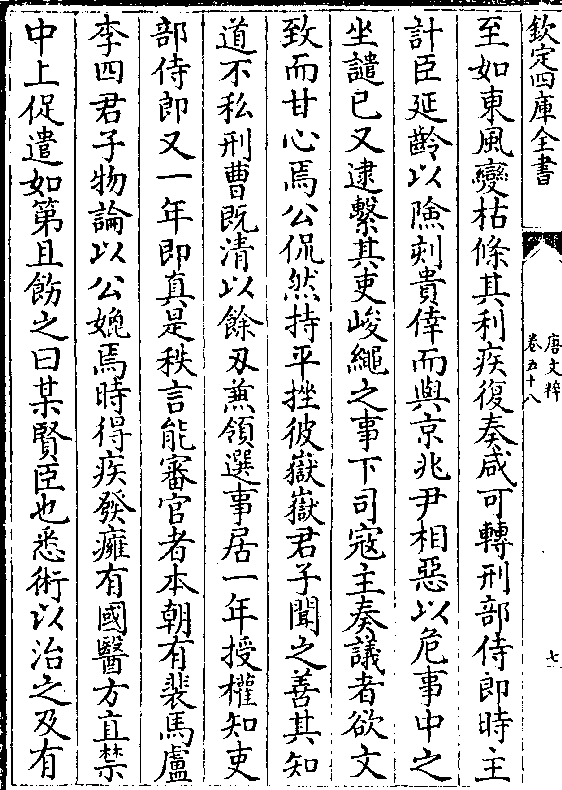 欽定四庫全書
唐文粹
卷五十八
七
至如東風變枯條其利疾復奏咸可轉刑部侍郎時主
計臣延齡以險刻貴倖而與京兆尹相惡以危事中之
坐譴已又逮繫其吏峻繩之事下司寇主奏議者欲文
致而甘心焉公侃然持平挫彼嶽嶽君子聞之善其知
道不私刑曹既清以餘刃兼領選事居一年授權知吏
部侍郎又一年即真是秩言能審官者本朝有裴馬盧
李四君子物論以公媲焉時得疾發癰有國醫方直禁
中上促遣如第且飭之曰某賢臣也悉術以治之及有